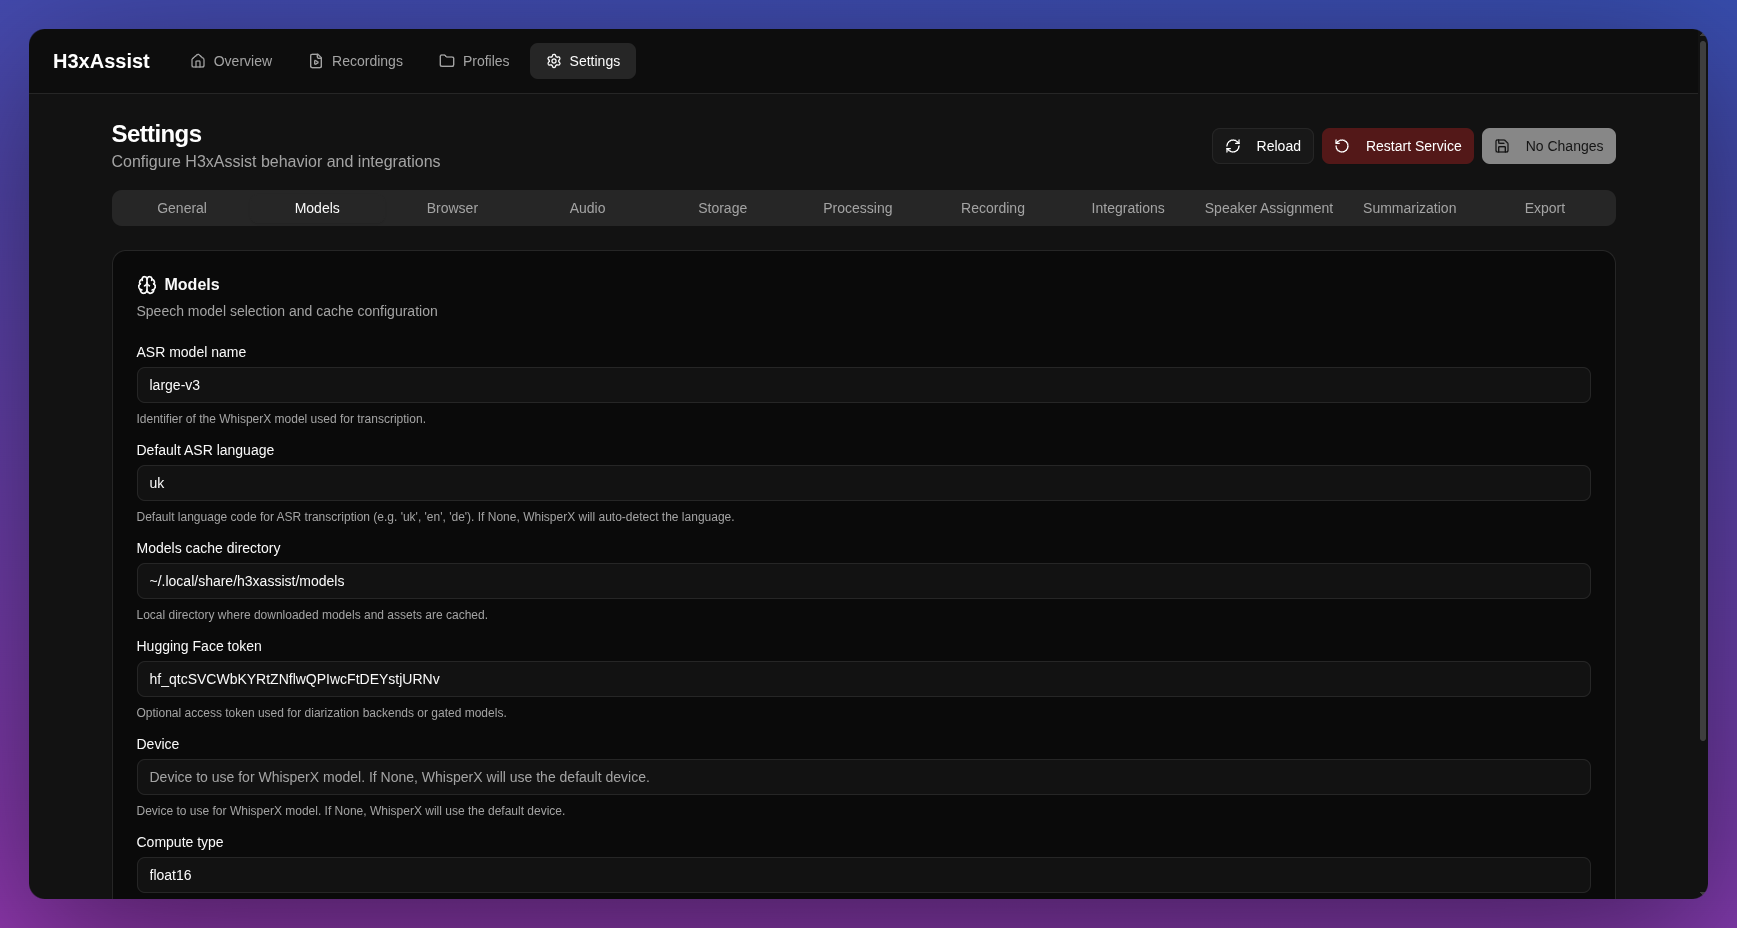 H3xAssist
Overview
Recordings
Profiles
Settings
Settings
Configure H3xAssist behavior and integrations
Reload
Restart Service
No Changes
General
Models
Browser
Audio
Storage
Processing
Recording
Integrations
Speaker Assignment
Summarization
Export
Models
Speech model selection and cache configuration
ASR model name
large-v3
Identifier of the WhisperX model used for transcription.
Default ASR language
uk
Default language code for ASR transcription (e.g. 'uk', 'en', 'de'). If None, WhisperX will auto-detect the language.
Models cache directory
~/.local/share/h3xassist/models
Local directory where downloaded models and assets are cached.
Hugging Face token
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
Optional access token used for diarization backends or gated models.
Device
Device to use for WhisperX model. If None, WhisperX will use the default device.
Device to use for WhisperX model. If None, WhisperX will use the default device.
Compute type
float16